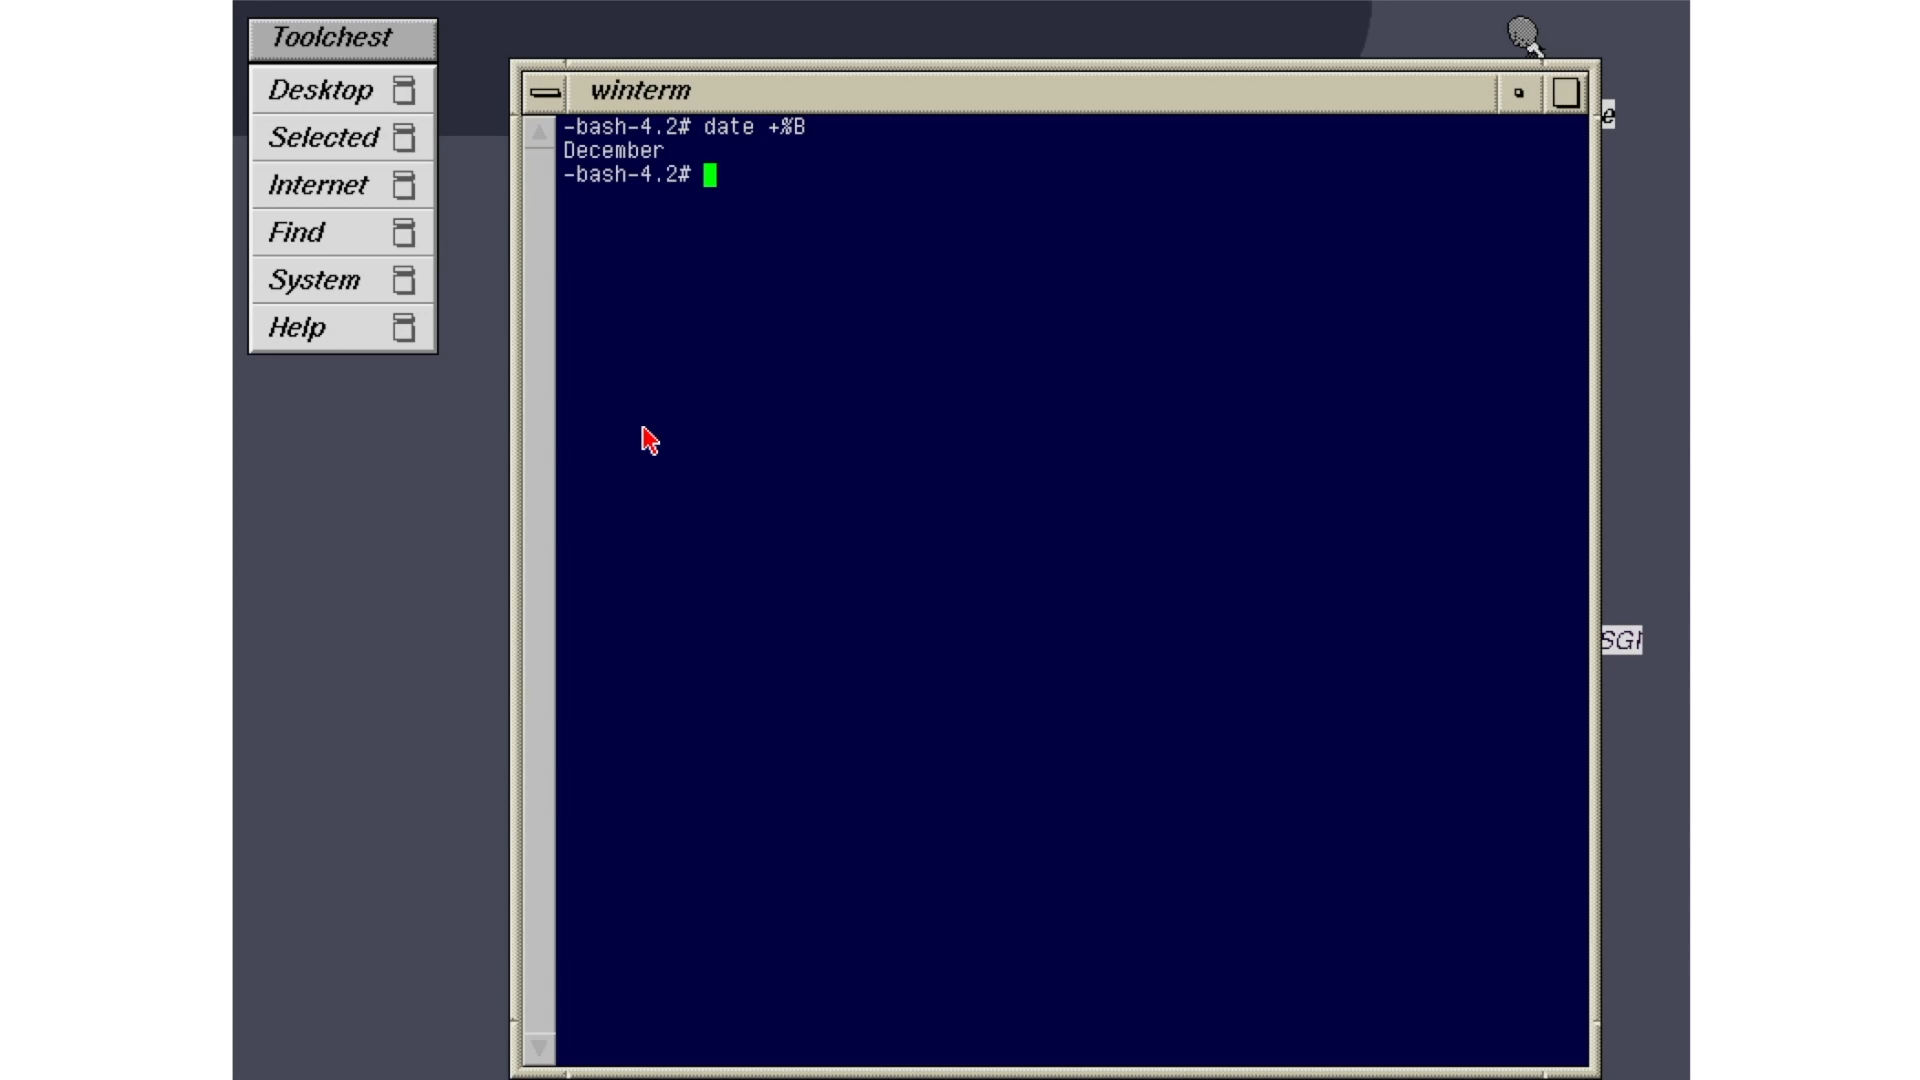 Toolchest
Desktop
Selected
Internet
Find
System
Help
winterm
-bash-4.2# date +%B
December
-bash-4.2#
e
SGI